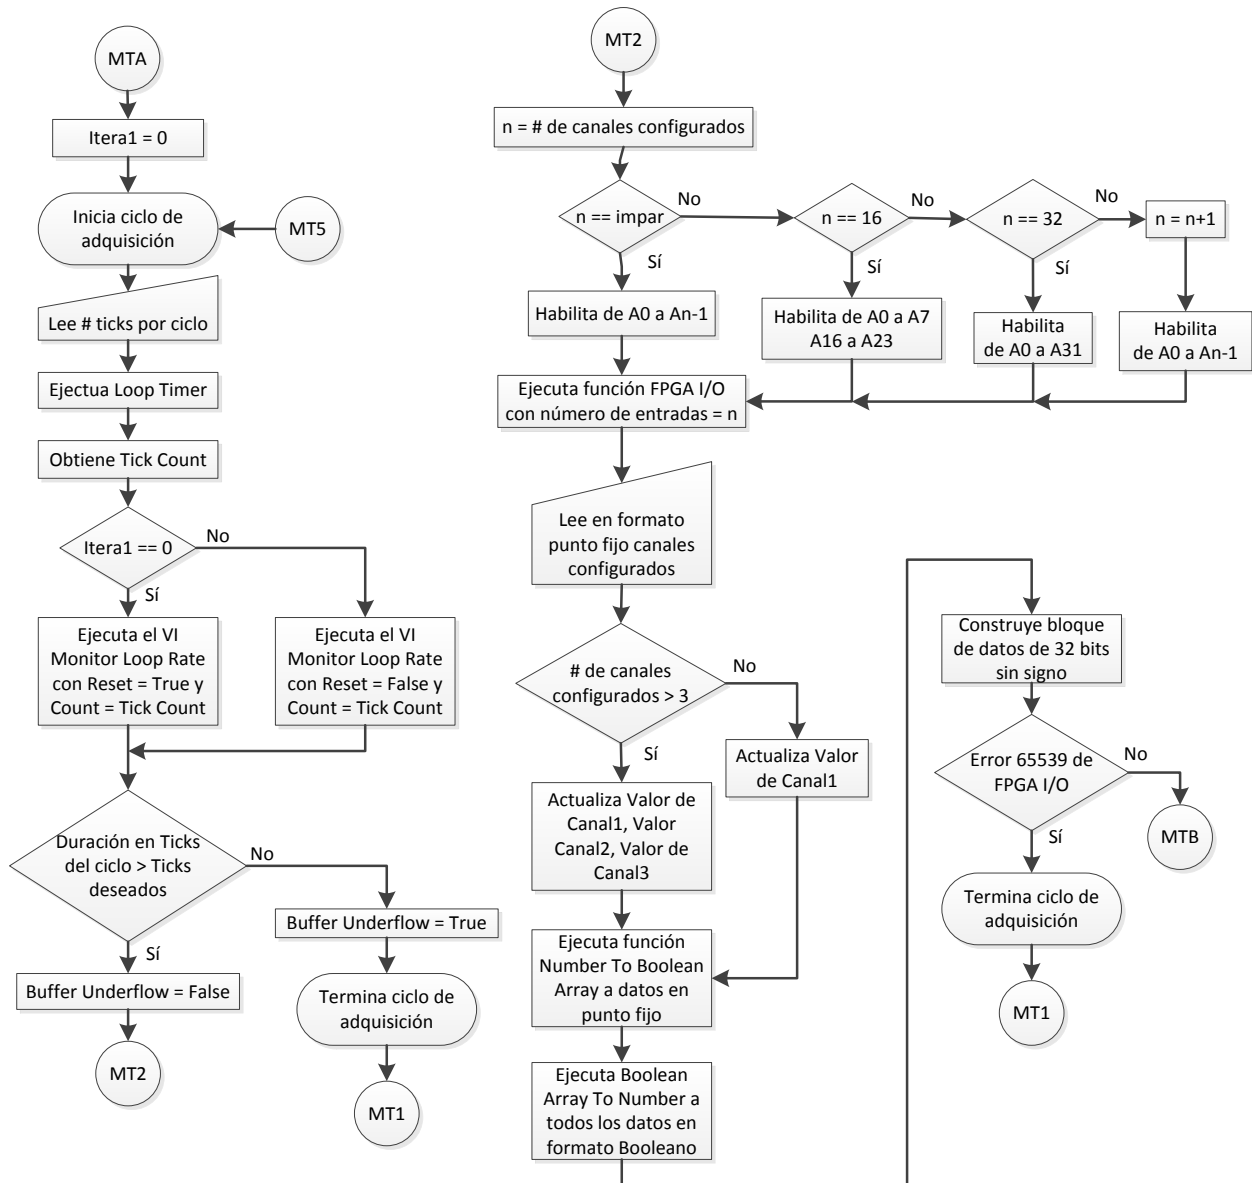 MTA
Itera1 = 0
Inicia ciclo de
adquisición
MT5
Lee # ticks por ciclo
Ejectua Loop Timer
Obtiene Tick Count
Itera1 == 0
No
Sí
Ejecuta el VI
Monitor Loop Rate
con Reset = True y
Count = Tick Count
Ejecuta el VI
Monitor Loop Rate
con Reset = False y
Count = Tick Count
Duración en Ticks
del ciclo > Ticks
deseados
No
Sí
Buffer Underflow = True
Buffer Underflow = False
Termina ciclo de
adquisición
MT2
MT1
MT2
n = # de canales configurados
n == impar
No
Sí
n == 16
No
Sí
n == 32
No
Sí
n = n+1
Habilita de A0 a An-1
Habilita de A0 a A7
A16 a A23
Habilita
de A0 a A31
Habilita
de A0 a An-1
Ejecuta función FPGA I/O
con número de entradas = n
Lee en formato
punto fijo canales
configurados
# de canales
configurados > 3
No
Sí
Actualiza Valor
de Canal1
Actualiza Valor de
Canal1, Valor
Canal2, Valor de
Canal3
Ejecuta función
Number To Boolean
Array a datos en
punto fijo
Ejecuta Boolean
Array To Number a
todos los datos en
formato Booleano
Construye bloque
de datos de 32 bits
sin signo
Error 65539 de
FPGA I/O
No
Sí
MTB
Termina ciclo de
adquisición
MT1